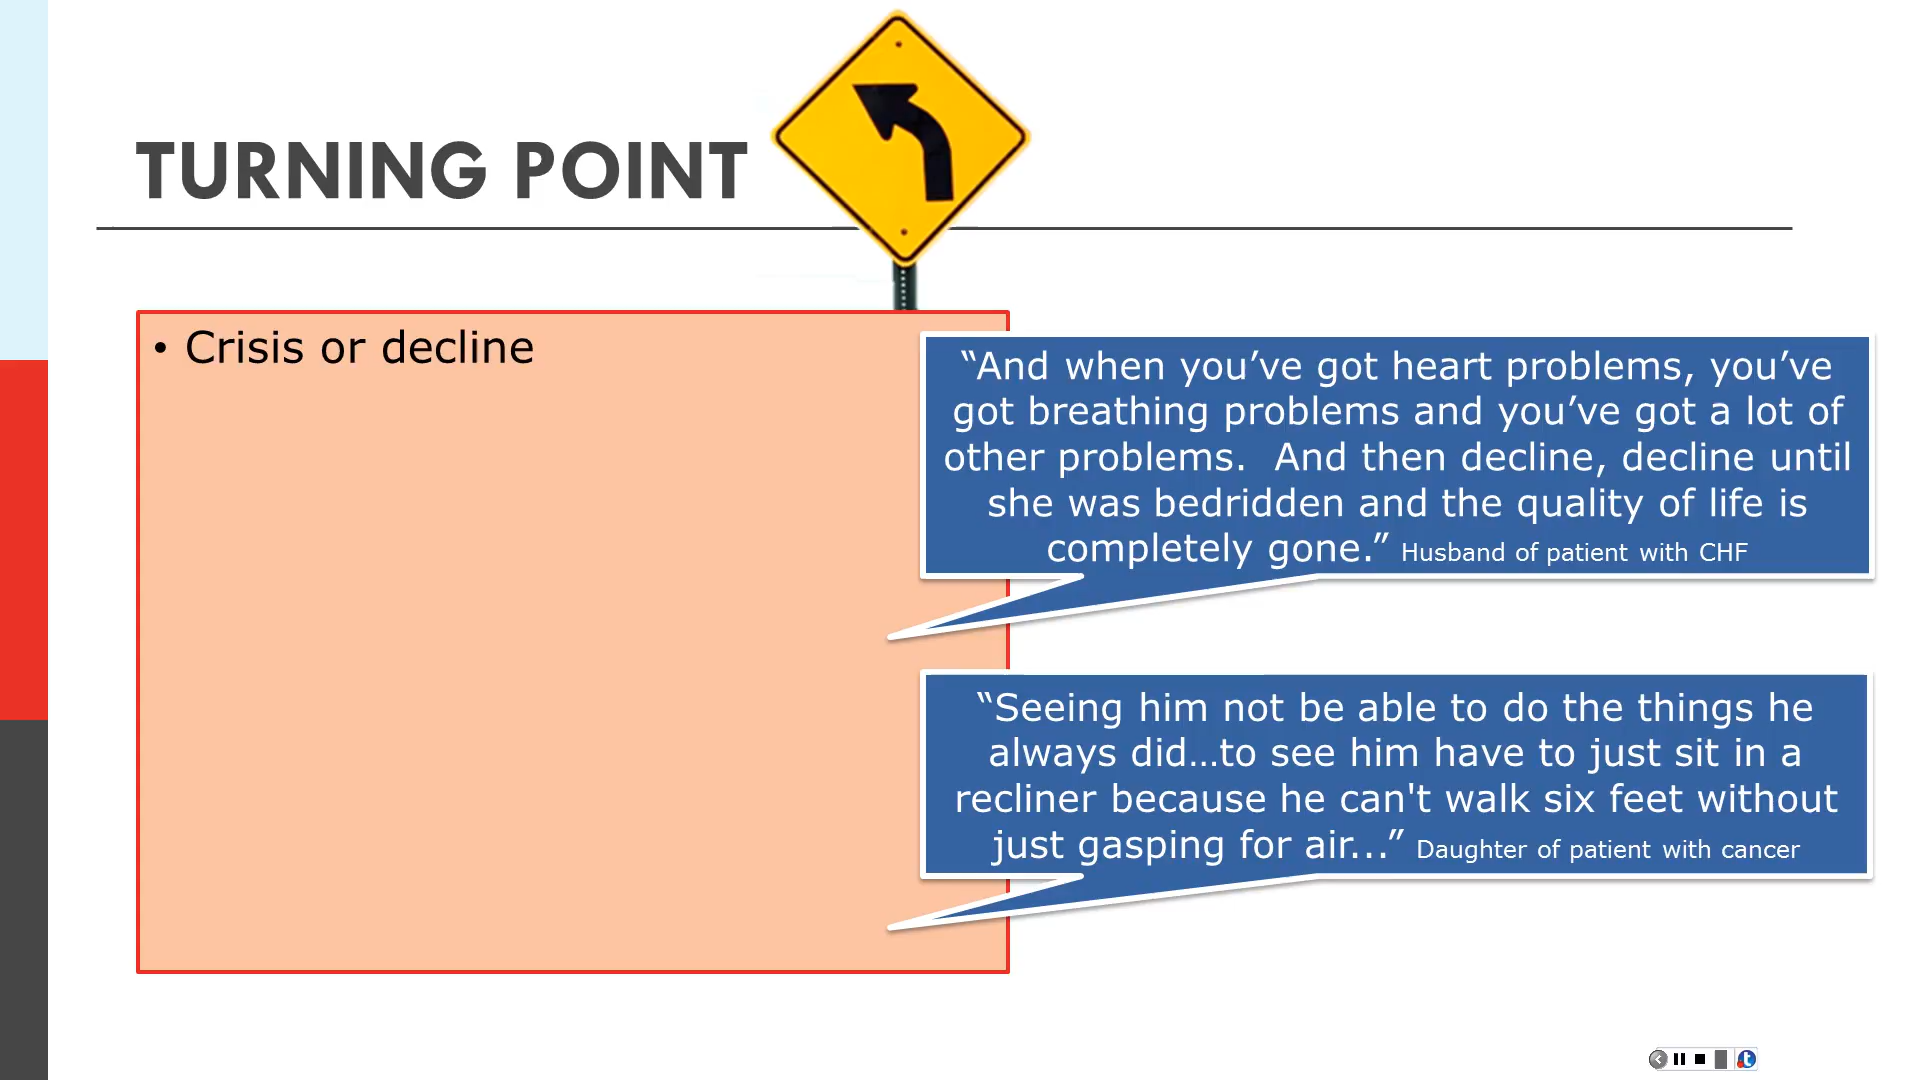 TURNING POINT
• Crisis or decline
“And when you’ve got heart problems, you’ve
got breathing problems and you’ve got a lot of
other problems.  And then decline, decline until
she was bedridden and the quality of life is
completely gone.” Husband of patient with CHF
“Seeing him not be able to do the things he
always did…to see him have to just sit in a
recliner because he can't walk six feet without
just gasping for air...” Daughter of patient with cancer
t